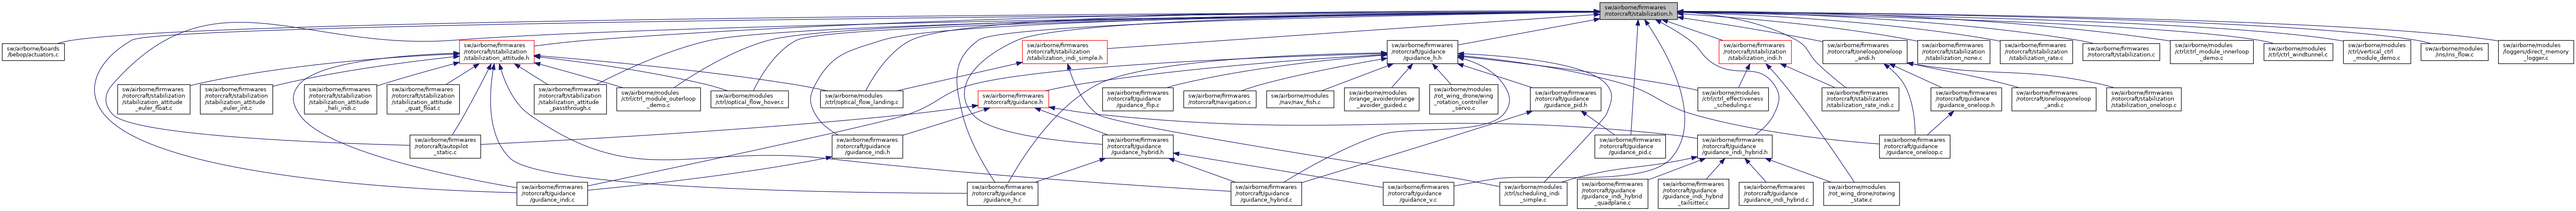 sw/airborne/firmwares
/rotorcraft/stabilization.h
sw/airborne/boards
/bebop/actuators.c
sw/airborne/firmwares
/rotorcraft/stabilization
/stabilization_attitude.h
sw/airborne/firmwares
/rotorcraft/stabilization
/stabilization_indi_simple.h
sw/airborne/firmwares
/rotorcraft/guidance
/guidance_h.h
sw/airborne/firmwares
/rotorcraft/stabilization
/stabilization_indi.h
sw/airborne/firmwares
/rotorcraft/oneloop/oneloop
_andi.h
sw/airborne/firmwares
/rotorcraft/stabilization
/stabilization_none.c
sw/airborne/firmwares
/rotorcraft/stabilization
/stabilization_rate.c
sw/airborne/firmwares
/rotorcraft/stabilization.c
sw/airborne/modules
/ctrl/ctrl_module_innerloop
_demo.c
sw/airborne/modules
/ctrl/ctrl_windtunnel.c
sw/airborne/modules
/ctrl/vertical_ctrl
_module_demo.c
sw/airborne/modules
/ins/ins_flow.c
sw/airborne/modules
/loggers/direct_memory
_logger.c
sw/airborne/firmwares
/rotorcraft/stabilization
/stabilization_attitude
_euler_float.c
sw/airborne/firmwares
/rotorcraft/stabilization
/stabilization_attitude
_euler_int.c
sw/airborne/firmwares
/rotorcraft/stabilization
/stabilization_attitude
_heli_indi.c
sw/airborne/firmwares
/rotorcraft/stabilization
/stabilization_attitude
_quat_float.c
sw/airborne/firmwares
/rotorcraft/stabilization
/stabilization_attitude
_passthrough.c
sw/airborne/modules
/ctrl/ctrl_module_outerloop
_demo.c
sw/airborne/modules
/ctrl/optical_flow_hover.c
sw/airborne/modules
/ctrl/optical_flow_landing.c
sw/airborne/firmwares
/rotorcraft/guidance.h
sw/airborne/firmwares
/rotorcraft/guidance
/guidance_flip.c
sw/airborne/firmwares
/rotorcraft/navigation.c
sw/airborne/modules
/nav/nav_fish.c
sw/airborne/modules
/orange_avoider/orange
_avoider_guided.c
sw/airborne/modules
/rot_wing_drone/wing
_rotation_controller
_servo.c
sw/airborne/firmwares
/rotorcraft/guidance
/guidance_pid.h
sw/airborne/modules
/ctrl/ctrl_effectiveness
_scheduling.c
sw/airborne/firmwares
/rotorcraft/stabilization
/stabilization_rate_indi.c
sw/airborne/firmwares
/rotorcraft/guidance
/guidance_oneloop.h
sw/airborne/firmwares
/rotorcraft/oneloop/oneloop
_andi.c
sw/airborne/firmwares
/rotorcraft/stabilization
/stabilization_oneloop.c
sw/airborne/firmwares
/rotorcraft/autopilot
_static.c
sw/airborne/firmwares
/rotorcraft/guidance
/guidance_indi.h
sw/airborne/firmwares
/rotorcraft/guidance
/guidance_hybrid.h
sw/airborne/firmwares
/rotorcraft/guidance
/guidance_pid.c
sw/airborne/firmwares
/rotorcraft/guidance
/guidance_indi_hybrid.h
sw/airborne/firmwares
/rotorcraft/guidance
/guidance_oneloop.c
sw/airborne/firmwares
/rotorcraft/guidance
/guidance_indi.c
sw/airborne/firmwares
/rotorcraft/guidance
/guidance_h.c
sw/airborne/firmwares
/rotorcraft/guidance
/guidance_hybrid.c
sw/airborne/firmwares
/rotorcraft/guidance
/guidance_v.c
sw/airborne/modules
/ctrl/scheduling_indi
_simple.c
sw/airborne/firmwares
/rotorcraft/guidance
/guidance_indi_hybrid
_quadplane.c
sw/airborne/firmwares
/rotorcraft/guidance
/guidance_indi_hybrid
_tailsitter.c
sw/airborne/firmwares
/rotorcraft/guidance
/guidance_indi_hybrid.c
sw/airborne/modules
/rot_wing_drone/rotwing
_state.c